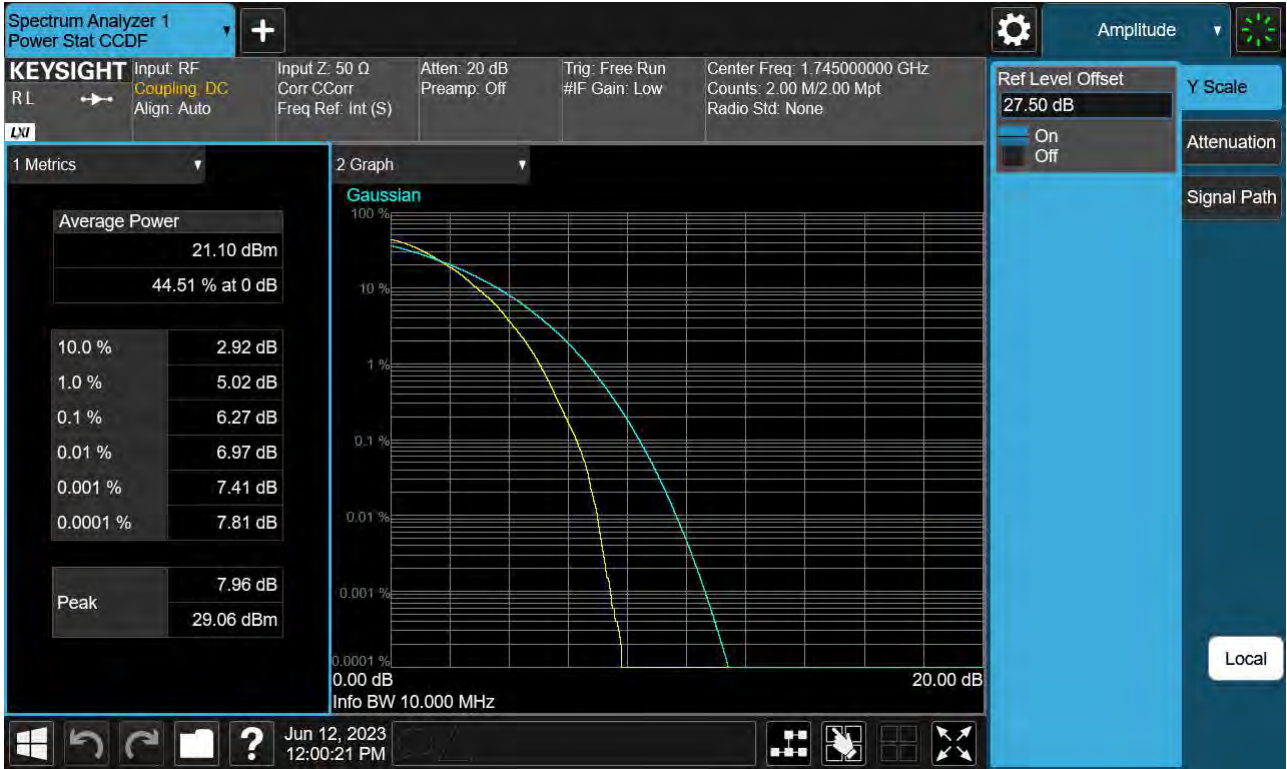 Spectrum Analyzer 1
Power Stat CCDF
Amplitude
KEYSIGHT
RL
LXI
Input: RF
Coupling: DC
Align: Auto
Input Z: 50 Ω
Corr CCorr
Freq Ref: Int (S)
Atten: 20 dB
Preamp: Off
Trig: Free Run
#IF Gain: Low
Center Freq: 1.745000000 GHz
Counts: 2.00 M/2.00 Mpt
Radio Std: None
Ref Level Offset
27.50 dB
On
Off
Y Scale
Attenuation
Signal Path
Local
1 Metrics
Average Power
21.10 dBm
44.51 % at 0 dB
10.0 % 2.92 dB
1.0 % 5.02 dB
0.1 % 6.27 dB
0.01 % 6.97 dB
0.001 % 7.41 dB
0.0001 % 7.81 dB
Peak
7.96 dB
29.06 dBm
2 Graph
Gaussian
100 %
10 %
1 %
0.1 %
0.01 %
0.001 %
0.0001 %
0.00 dB 20.00 dB
Info BW 10.000 MHz
?
Jun 12, 2023
12:00:21 PM